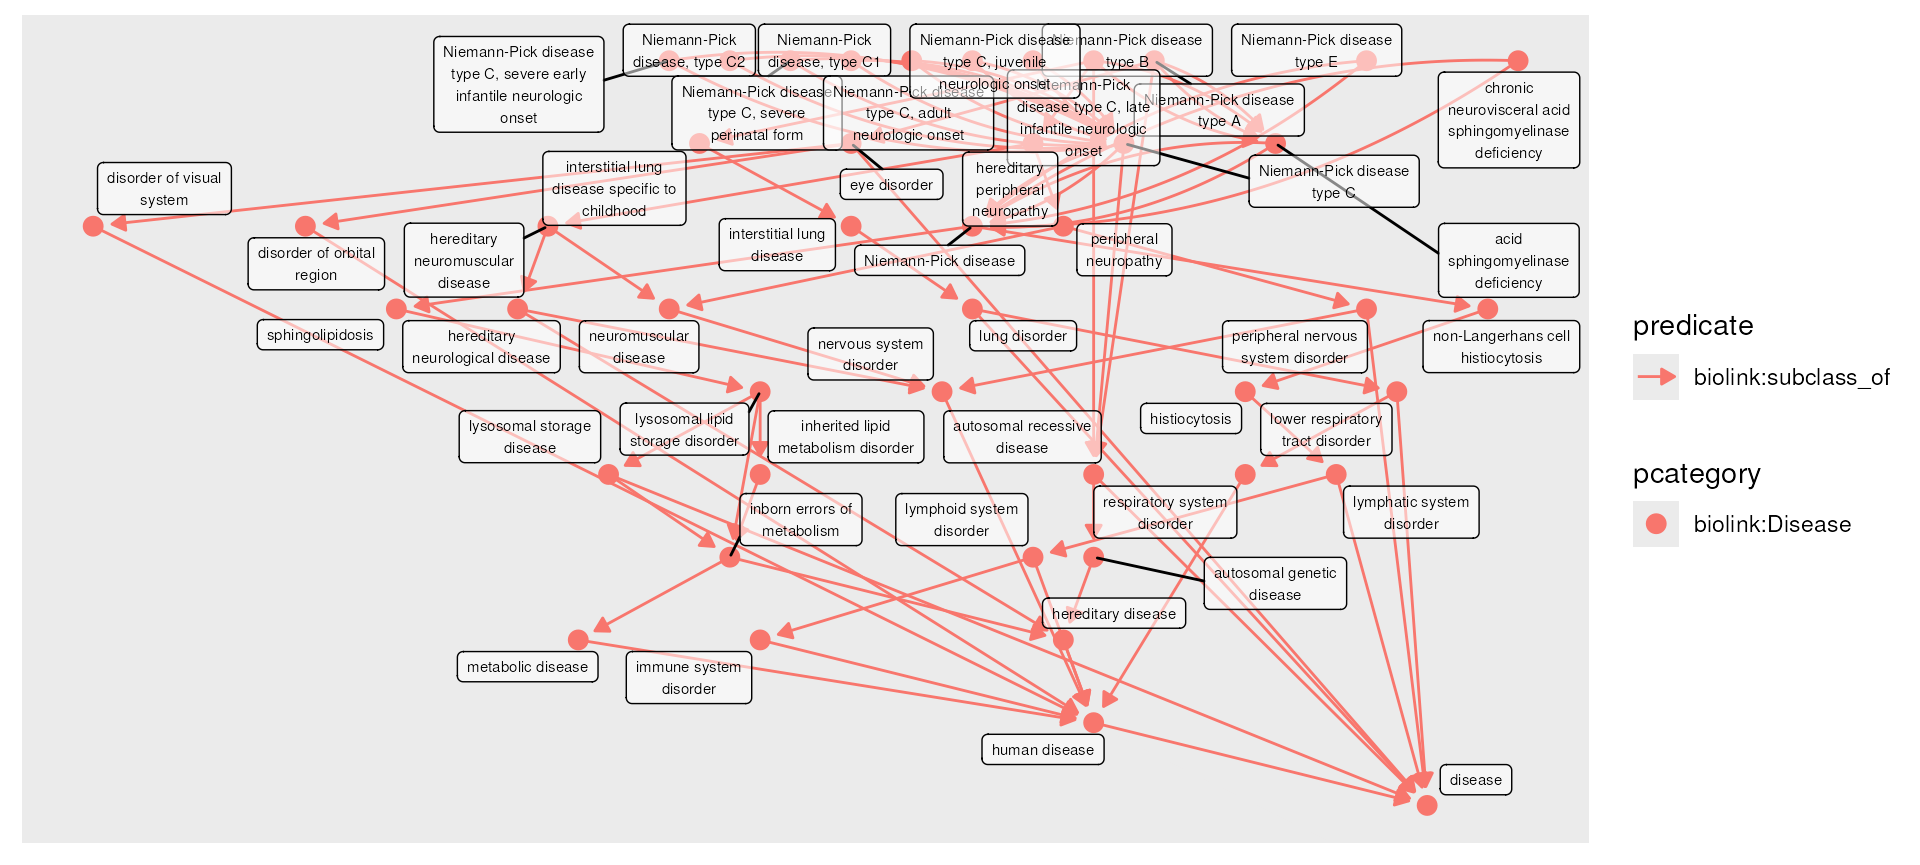 Niemann-Pick disease
type C, severe early
infantile neurologic
onset
Niemann-Pick
disease, type C2
Niemann-Pick
disease, type C1
Niemann-Pick disease
type C, juvenile
neurologic onset
Niemann-Pick disease
type B
Niemann-Pick disease
type E
chronic
neurovisceral acid
sphingomyelinase
deficiency
Niemann-Pick disease
type C, severe
perinatal form
Niemann-Pick disease
type C, adult
neurologic onset
Niemann-Pick
disease type C, late
infantile neurologic
onset
Niemann-Pick disease
type A
disorder of visual
system
interstitial lung
disease specific to
childhood
eye disorder
hereditary
peripheral
neuropathy
Niemann-Pick disease
type C
disorder of orbital
region
hereditary
neuromuscular
disease
interstitial lung
disease
Niemann-Pick disease
peripheral
neuropathy
acid
sphingomyelinase
deficiency
sphingolipidosis
hereditary
neurological disease
neuromuscular
disease
nervous system
disorder
lung disorder
peripheral nervous
system disorder
non-Langerhans cell
histiocytosis
lysosomal storage
disease
lysosomal lipid
storage disorder
inherited lipid
metabolism disorder
autosomal recessive
disease
histiocytosis
lower respiratory
tract disorder
inborn errors of
metabolism
lymphoid system
disorder
respiratory system
disorder
lymphatic system
disorder
autosomal genetic
disease
hereditary disease
metabolic disease
immune system
disorder
human disease
disease
predicate
biolink:subclass_of
pcategory
biolink:Disease